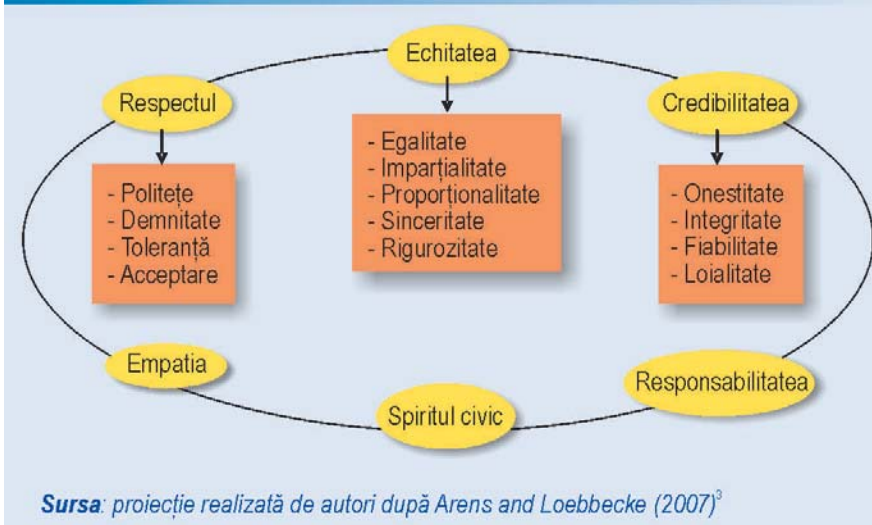 Echitatea
Respectul
Credibilitatea
- Politețe
- Demnitate
- Toleranță
- Acceptare
- Egalitate
- Imparțialitate
- Proporționalitate
- Sinceritate
- Rigurozitate
- Onestitate
- Integritate
- Fiabilitate
- Loialitate
Empatia
Spiritul civic
Responsabilitatea
Sursa: proiecție realizată de autori după Arens and Loebbecke (2007)³